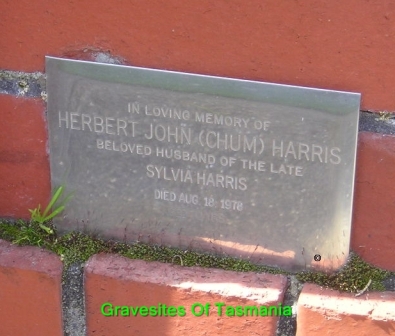 IN LOVING MEMORY OF
HERBERT JOHN (CHUM) HARRIS
BELOVED HUSBAND OF THE LATE
SYLVIA HARRIS
DIED AUG. 18, 1978
Gravesites Of Tasmania